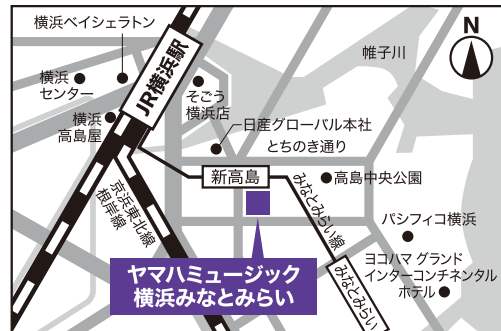 横浜ベイシェラトン
N
帷子川
JR横浜駅
横浜
センター
そごう
横浜店
横浜
高島屋
日産グローバル本社
とちのき通り
新高島
高島中央公園
京浜東北線
根岸線
みなとみらい線
パシフィコ横浜
ヨコハマ グランド
インターコンチネンタル
ホテル
ヤマハミュージック
横浜みなとみらい
みなとみらい